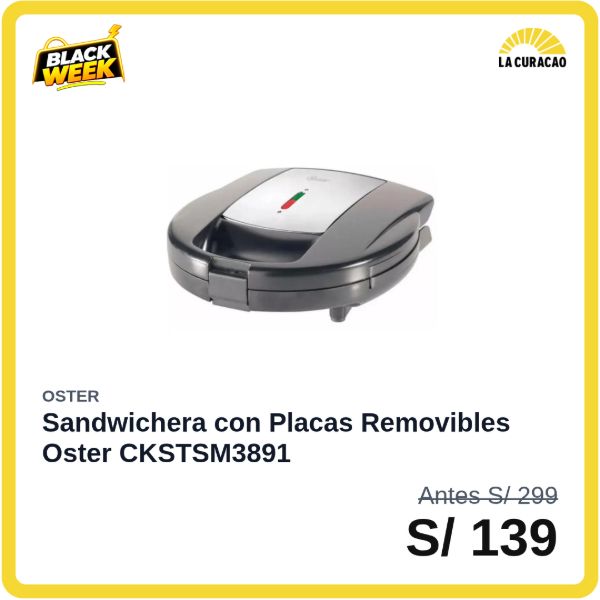 BLACK
WEEK
LA CURACAO
OSTER
Sandwichera con Placas Removibles
Oster CKSTSM3891
Antes S/ 299
S/ 139